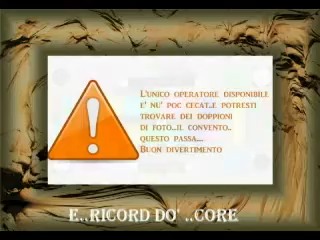 L'unico operatore disponibile
e' nu' poc cecat..e potresti
trovare dei doppioni
di foto..il convento..
questo passa....
Buon divertimento
E..RICORD DO' ..CORE